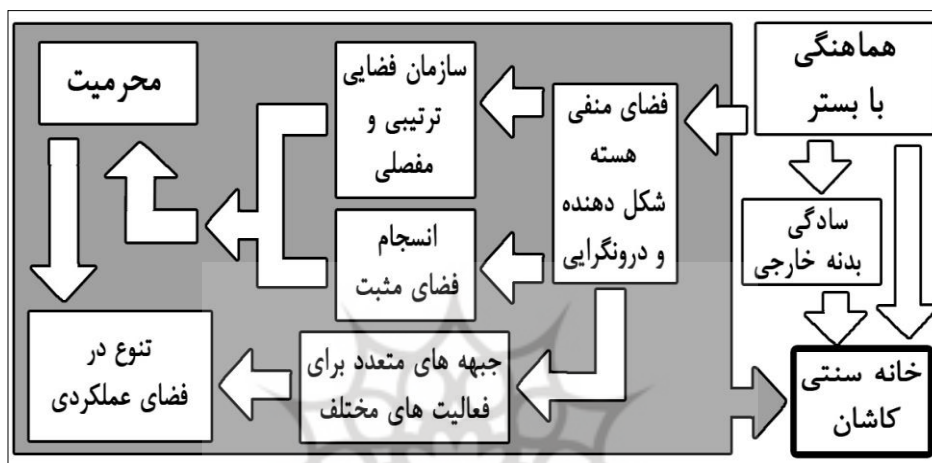 هماهنگی
با بستر
سادگی
بدنه خارجی
خانه سنتی
کاشان
فضای منفی
هسته
شکل دهنده
و درونگرایی
سازمان فضایی
ترتیبی و
مفصلی
انسجام
فضای مثبت
جبهه های متعدد برای
فعالیت های مختلف
محرمیت
تنوع در
فضای عملکردی